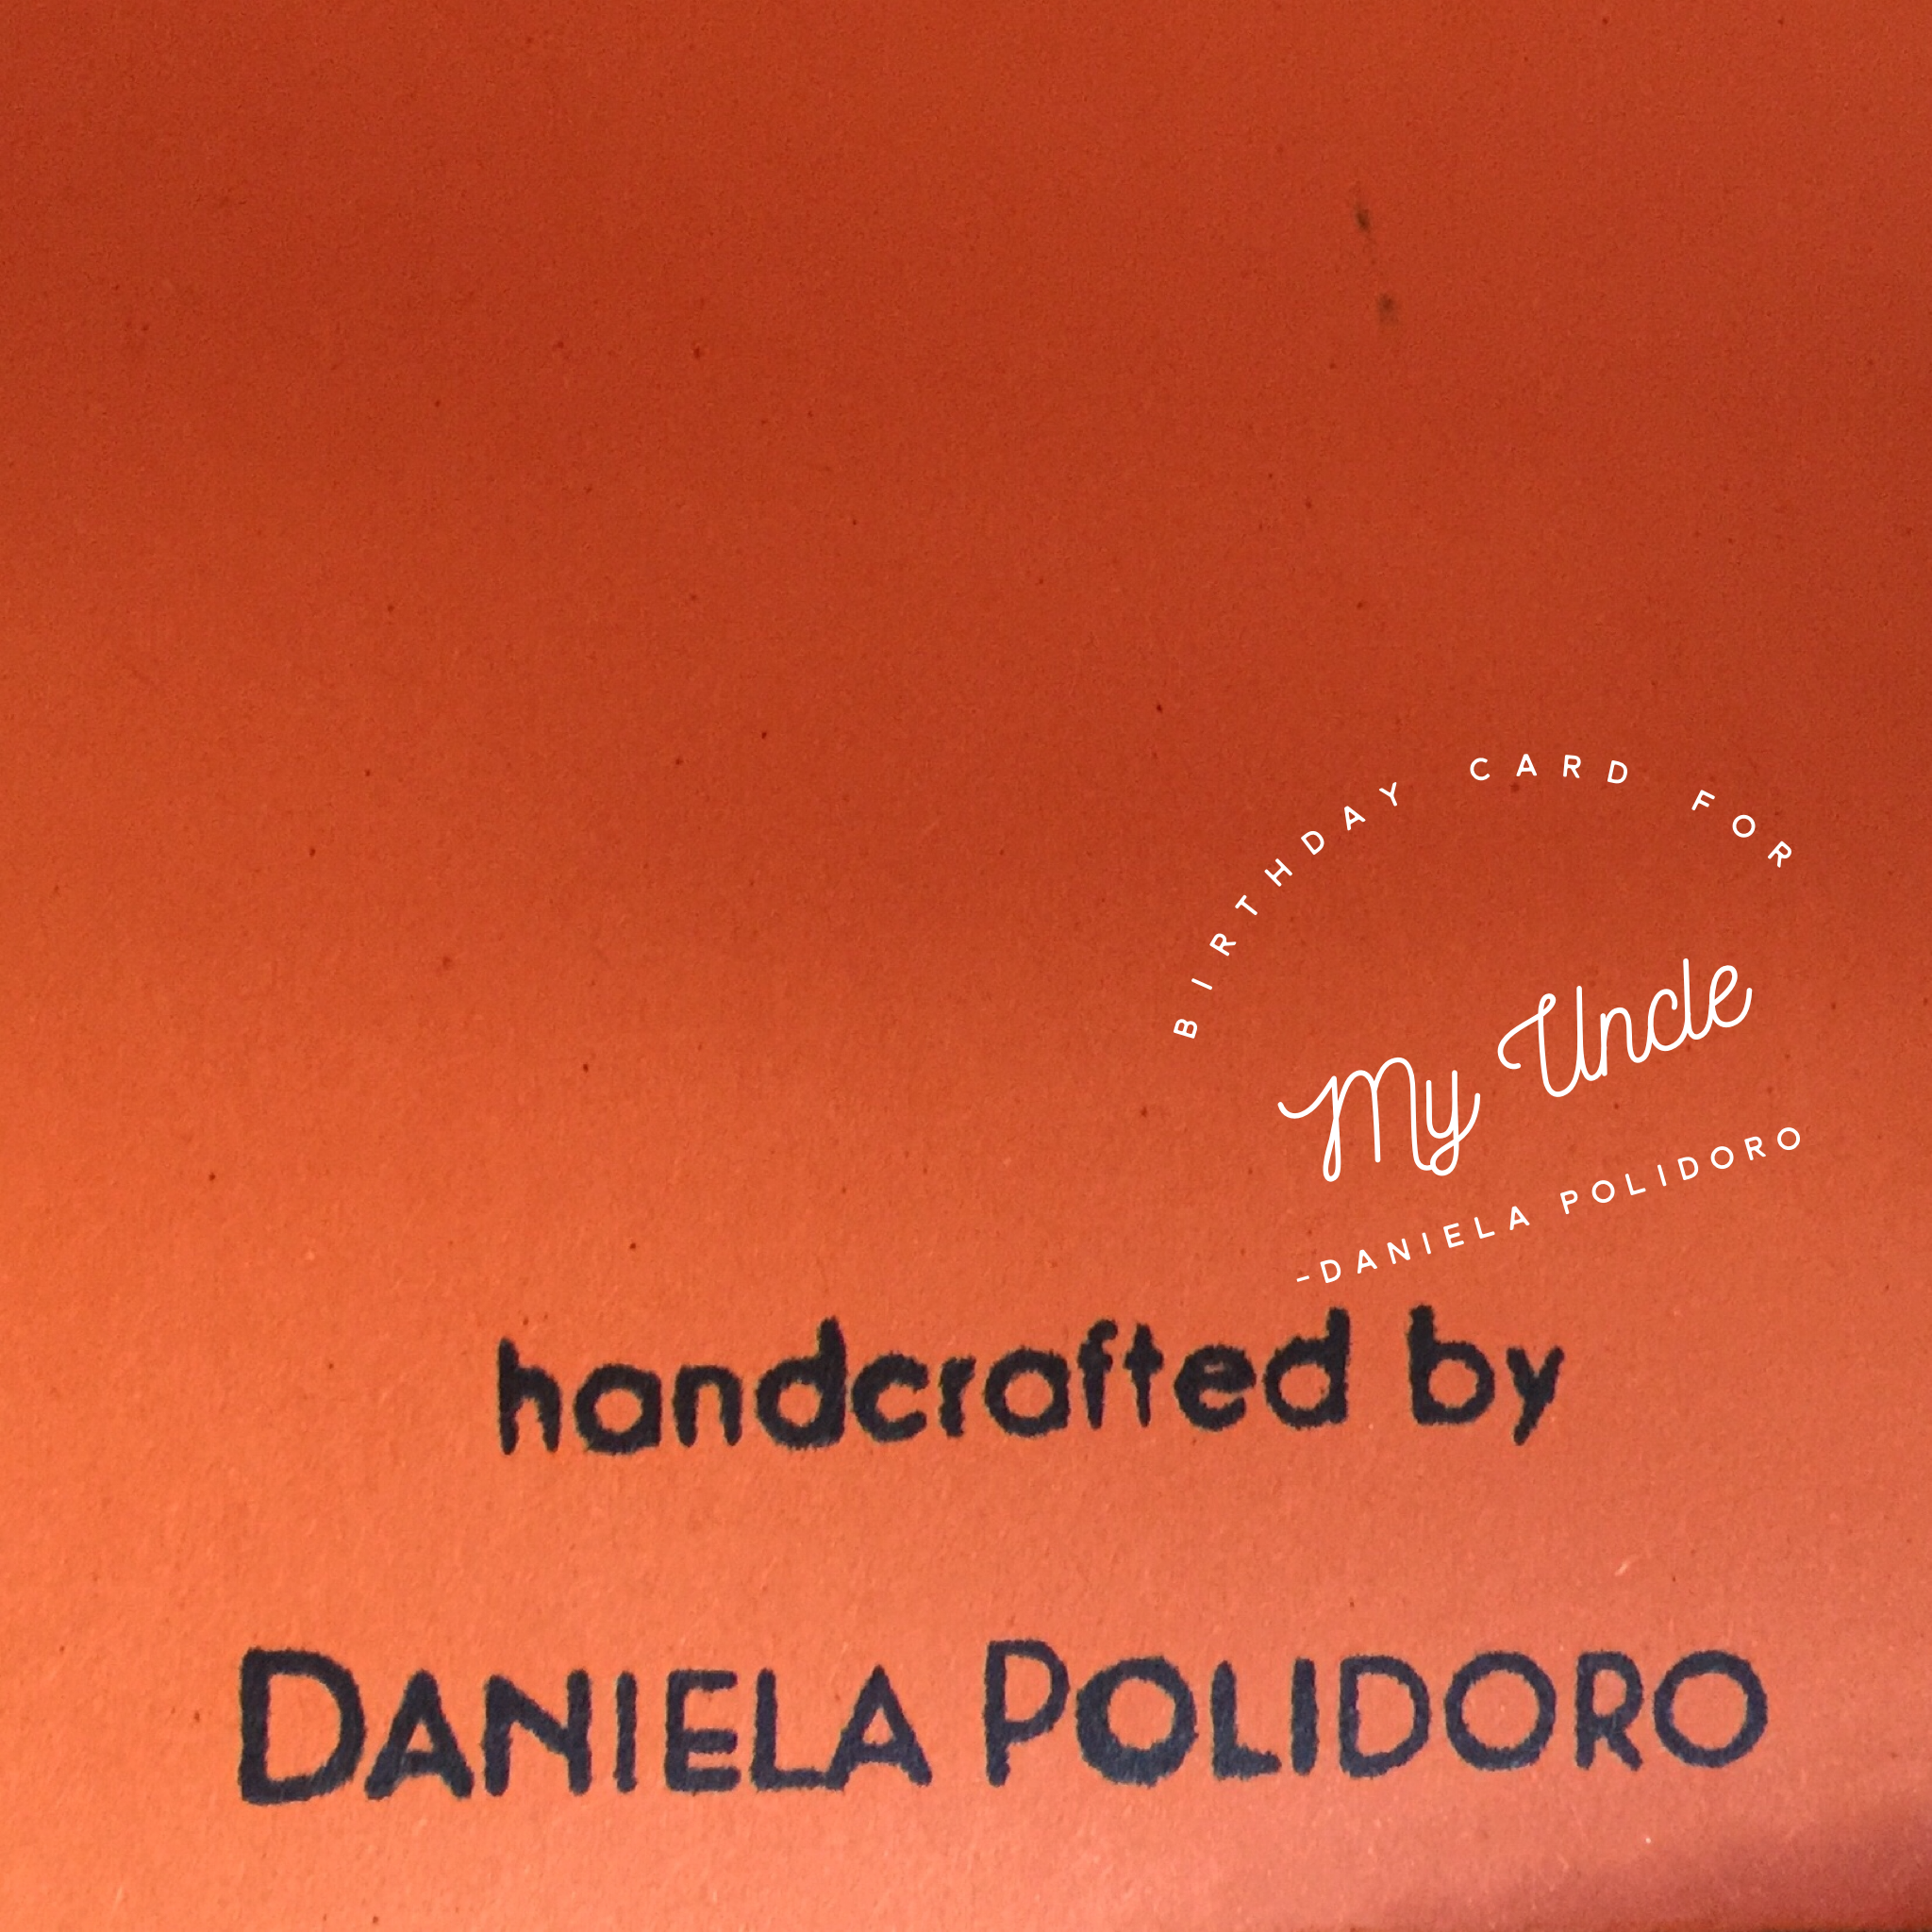 BIRTHDAY CARD FOR
My Uncle
-DANIELA POLIDORO
handcrafted by
DANIELA POLIDORO